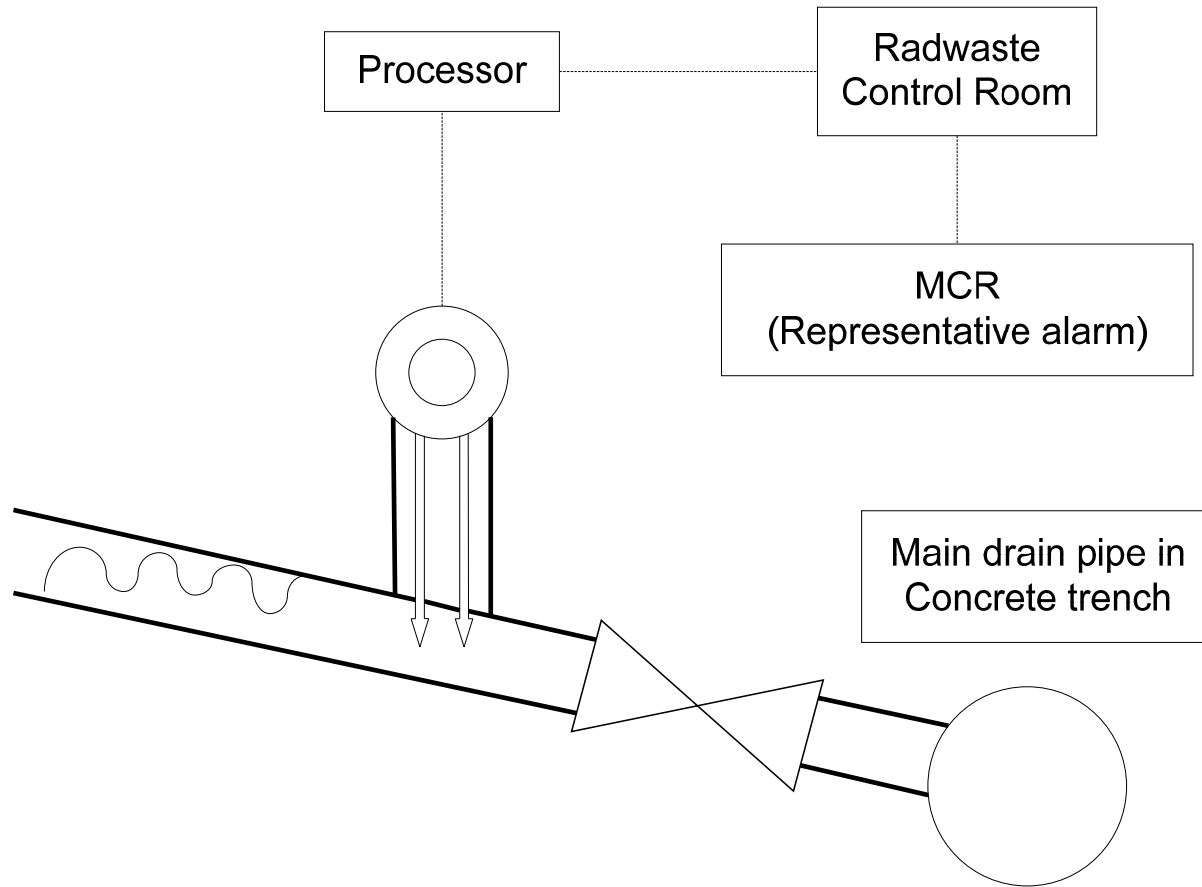 Processor
Radwaste
Control Room
MCR
(Representative alarm)
Main drain pipe in
Concrete trench